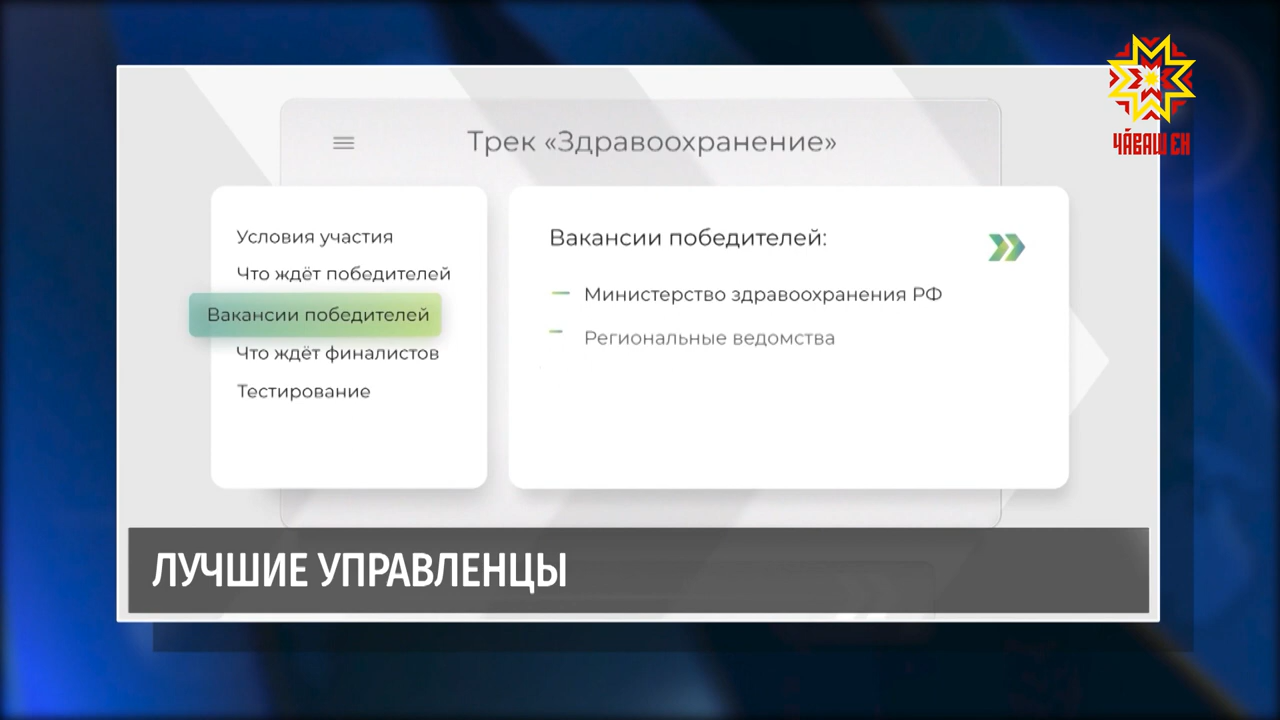 ЧӐВАШ ЕН
Трек «Здравоохранение»
Условия участия
Что ждёт победителей
Вакансии победителей
Что ждёт финалистов
Тестирование
Вакансии победителей:
Министерство здравоохранения РФ
Региональные ведомства
ЛУЧШИЕ УПРАВЛЕНЦЫ